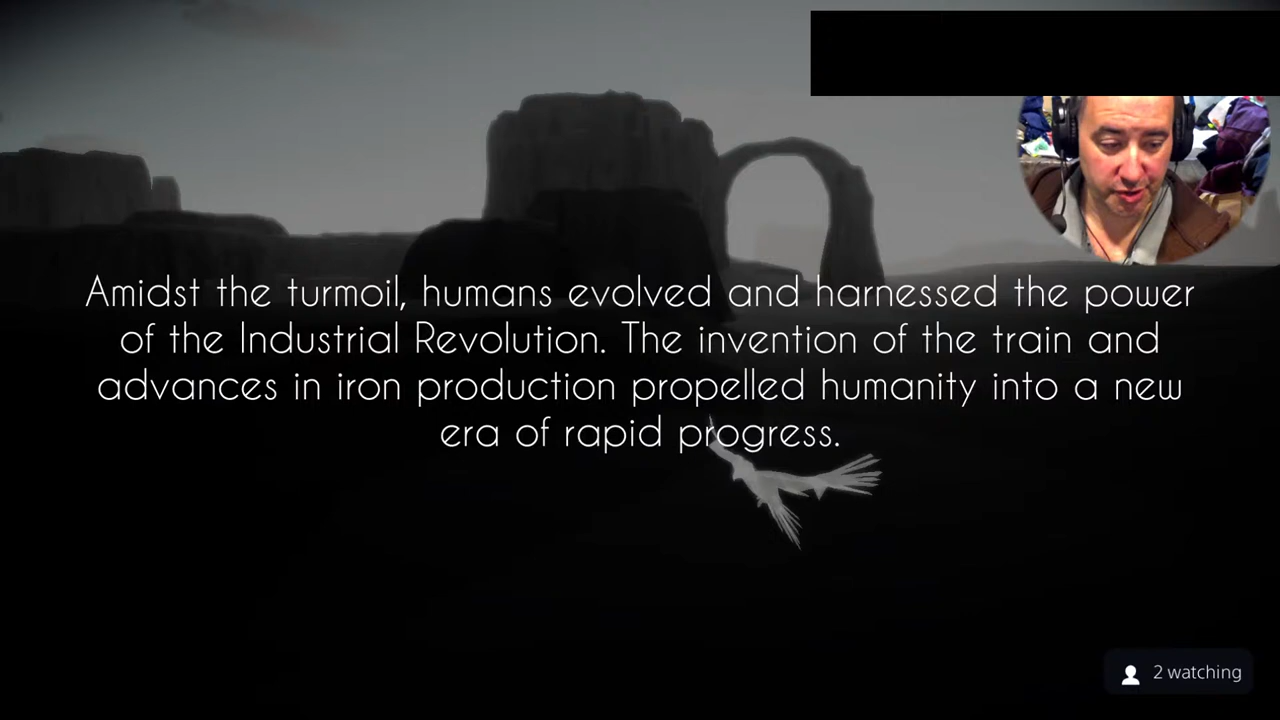 Amidst the turmoil, humans evolved and harnessed the power
of the Industrial Revolution. The invention of the train and
advances in iron production propelled humanity into a new
era of rapid progress.
2 watching